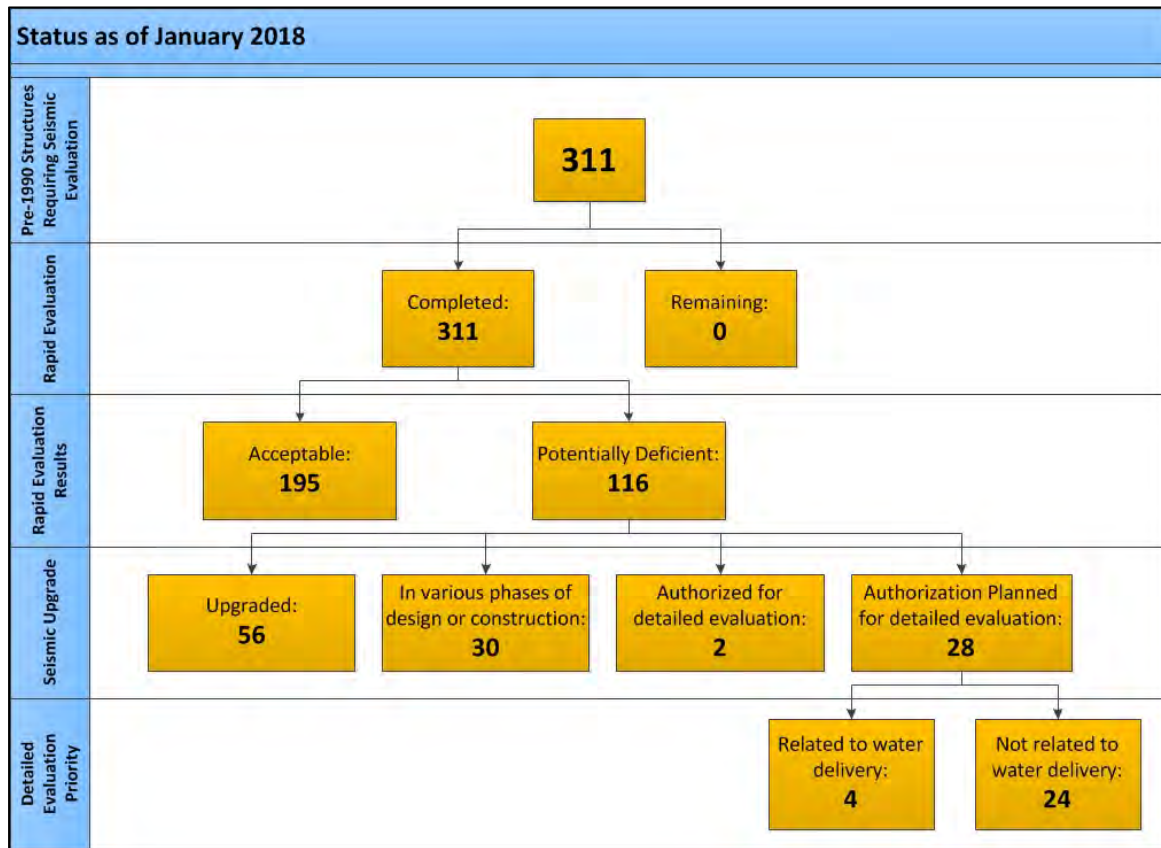 Status as of January 2018
Pre-1990 Structures
Requiring Seismic
Evaluation
311
Rapid Evaluation
Completed:
311
Remaining:
0
Rapid Evaluation
Results
Acceptable:
195
Potentially Deficient:
116
Seismic Upgrade
Upgraded:
56
In various phases of
design or construction:
30
Authorized for
detailed evaluation:
2
Authorization Planned
for detailed evaluation:
28
Detailed
Evaluation
Priority
Related to water
delivery:
4
Not related to
water delivery:
24